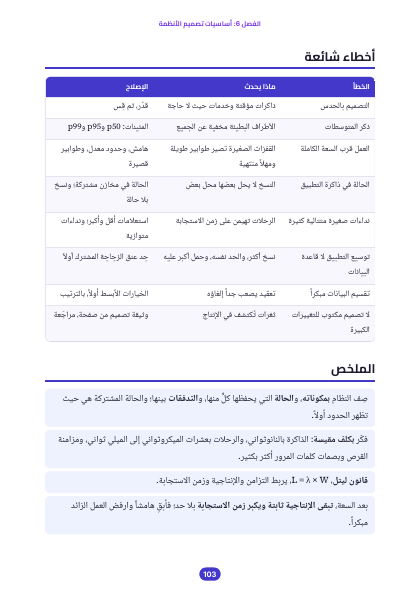 الفصل 6: أساسيات تصميم الأنظمة
أخطاء شائعة
الخطأ ماذا يحدث الإصلاح
التصميم بالحدس ذاكرات مؤقتة وخدمات حيث لا حاجة قدّر، ثم قِس
ذكر المتوسطات الأطراف البطيئة مخفية عن الجميع المئينات: p50 وp95 وp99
العمل قرب السعة الكاملة القفزات الصغيرة تصير طوابير طويلة هامش، وحدود معدل، وطوابير
ومهلاً منتهية قصيرة
الحالة في ذاكرة التطبيق النسخ لا يحل بعضها محل بعض الحالة في مخازن مشتركة؛ ونسخ
بلا حالة
نداءات صغيرة متتالية كثيرة الرحلات تهيمن على زمن الاستجابة استعلامات أقل وأكبر؛ ونداءات
متوازية
توسيع التطبيق لا قاعدة نسخ أكثر، والحد نفسه، وحمل أكبر عليه جِد عنق الزجاجة المشترك أولاً
البيانات
تقسيم البيانات مبكراً تعقيد يصعب جداً إلغاؤه الخيارات الأبسط أولاً، بالترتيب
لا تصميم مكتوب للتغييرات ثغرات تُكتشف في الإنتاج وثيقة تصميم من صفحة، مراجَعة
الكبيرة
الملخص
صِف النظام بمكوناته، والحالة التي يحفظها كلٌّ منها، والتدفقات بينها؛ والحالة المشتركة هي حيث
تظهر الحدود أولاً.
فكّر بكلف مقيسة: الذاكرة بالنانوثواني، والرحلات بعشرات الميكروثواني إلى الميلي ثواني، ومزامنة
القرص وبصمات كلمات المرور أكثر بكثير.
قانون ليتل، L = λ × W، يربط التزامن والإنتاجية وزمن الاستجابة.
بعد السعة، تبقى الإنتاجية ثابتة ويكبر زمن الاستجابة بلا حد؛ فأبقِ هامشاً وارفض العمل الزائد
مبكراً.
103